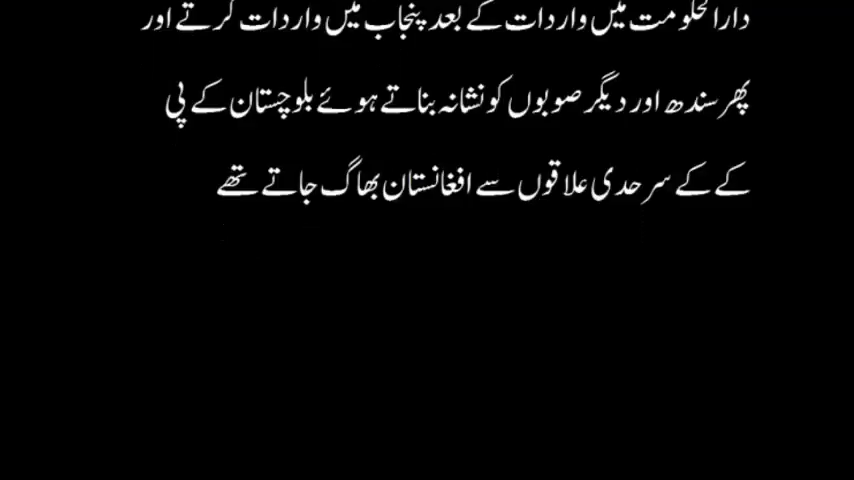 دارالحکومت میں واردات کے بعد پنجاب میں واردات کرتے اور
پھر سندھ اور دیگر صوبوں کو نشانہ بناتے ہوئے بلوچستان کے پی
کے کے سرحدی علاقوں سے افغانستان بھاگ جاتے تھے